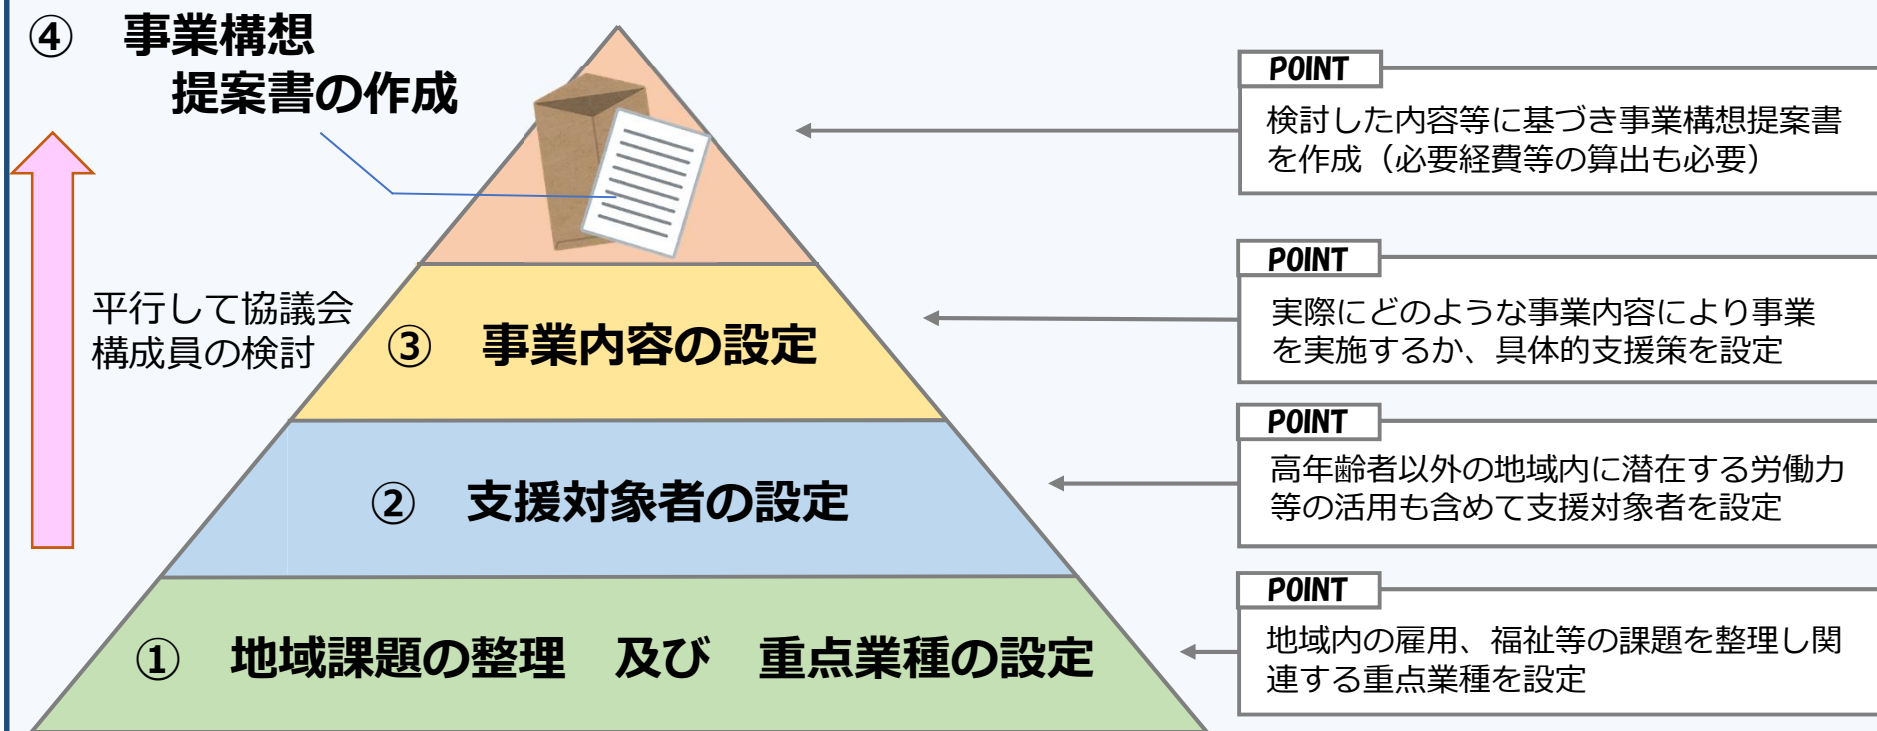 ④　事業構想
提案書の作成
POINT
検討した内容等に基づき事業構想提案書
を作成（必要経費等の算出も必要）
平行して協議会
構成員の検討
③　事業内容の設定
POINT
実際にどのような事業内容により事業
を実施するか、具体的支援策を設定
②　支援対象者の設定
POINT
高年齢者以外の地域内に潜在する労働力
等の活用も含めて支援対象者を設定
①　地域課題の整理　及び　重点業種の設定
POINT
地域内の雇用、福祉等の課題を整理し関
連する重点業種を設定